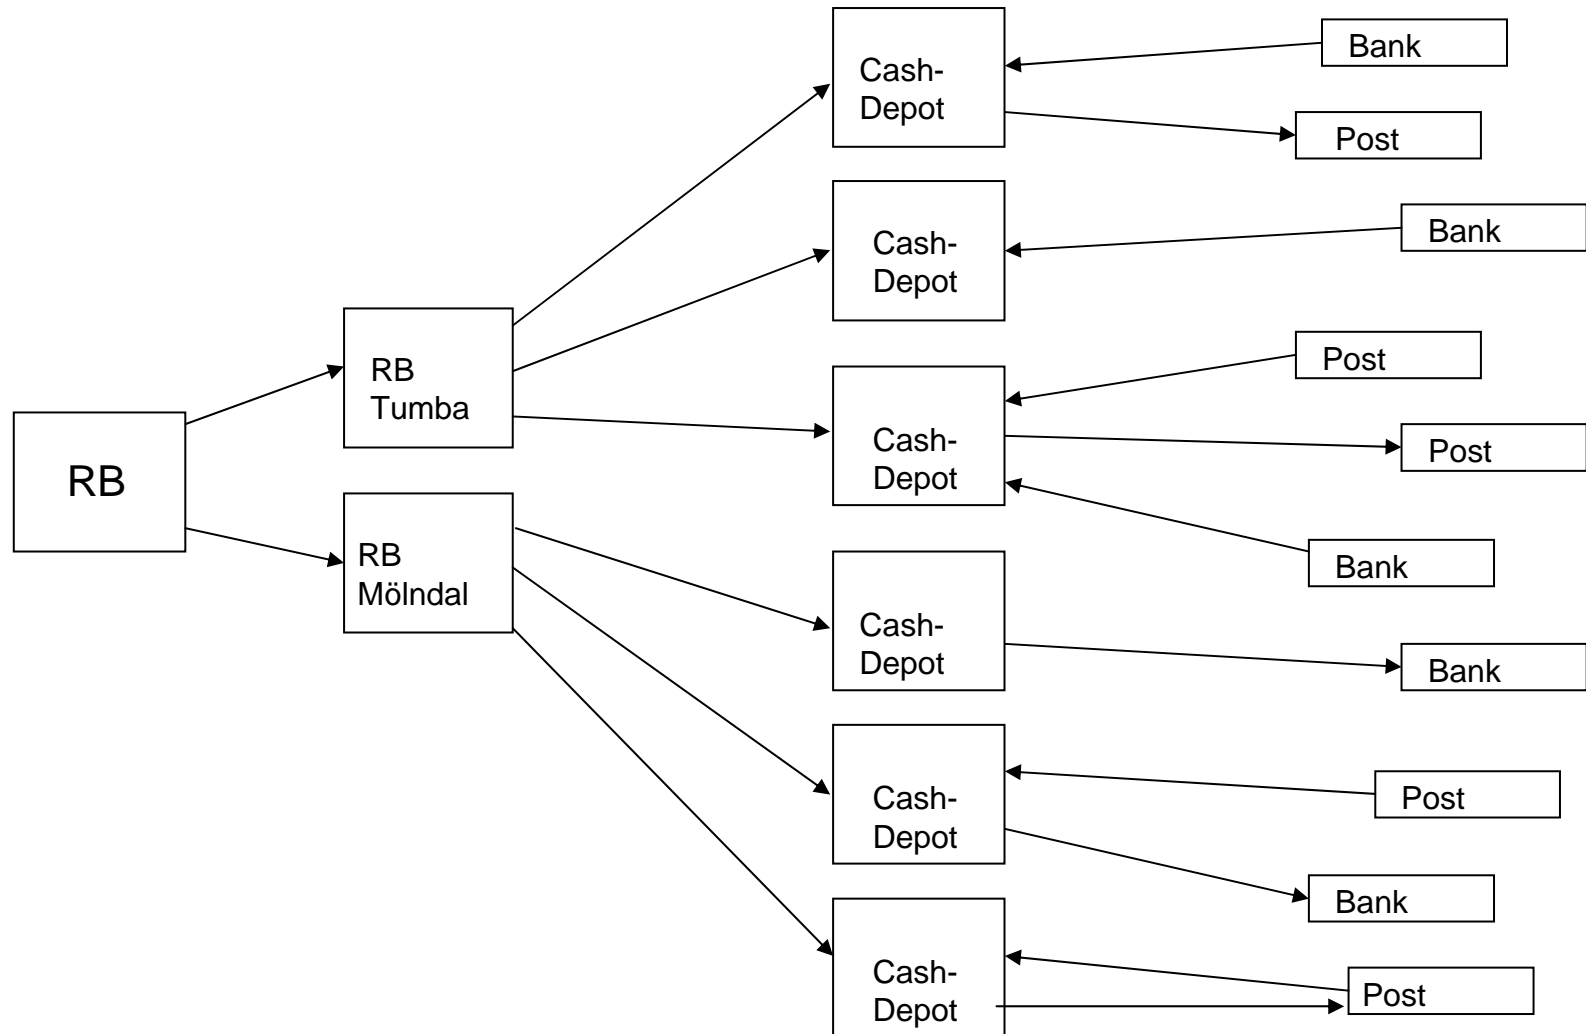 RB
RB
Tumba
RB
Mölndal
Cash-
Depot
Cash-
Depot
Cash-
Depot
Cash-
Depot
Cash-
Depot
Cash-
Depot
Bank
Post
Bank
Post
Post
Bank
Bank
Post
Bank
Post